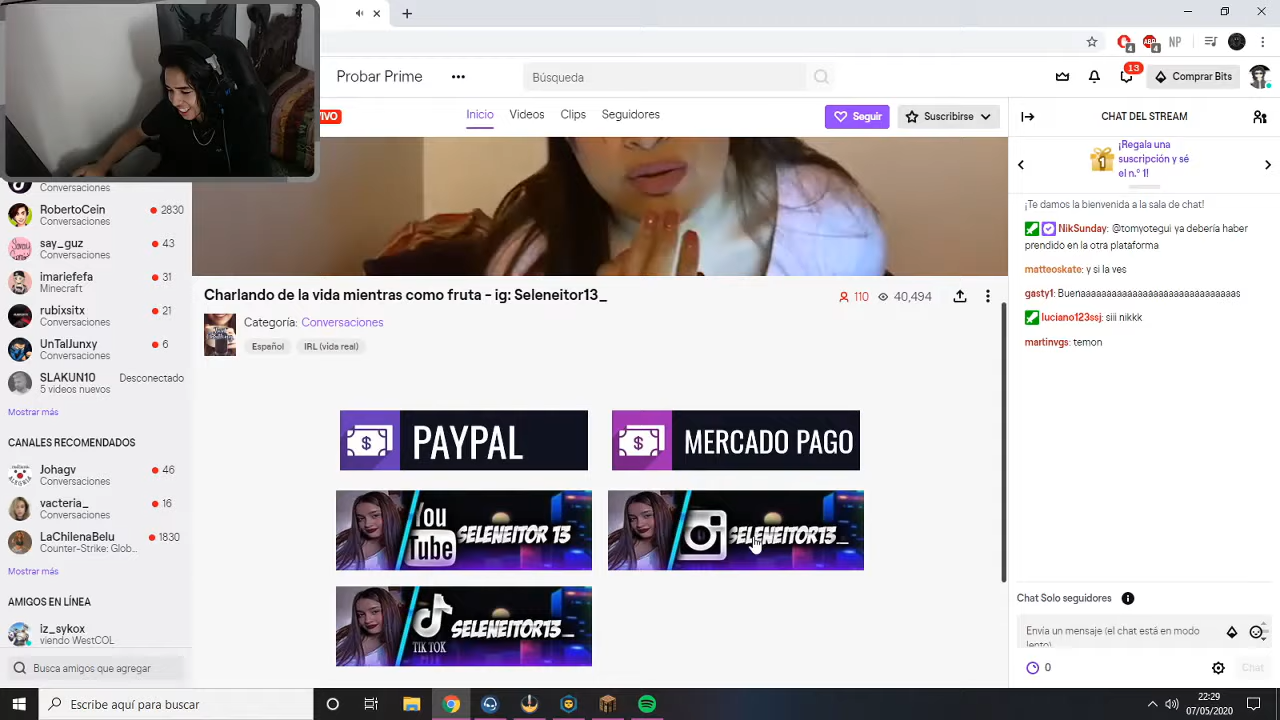 Probar Prime
Búsqueda
13
Comprar Bits
4
4
NP
VIVO
Inicio
Videos
Clips
Seguidores
Seguir
Suscribirse
CHAT DEL STREAM
Conversaciones
RobertoCein
2830
Conversaciones
say_guz
43
Conversaciones
imariefefa
31
Minecraft
rubixsitx
21
Conversaciones
UnTalJunxy
6
Conversaciones
SLAKUN10
Desconectado
5 videos nuevos
Mostrar más
CANALES RECOMENDADOS
Johagv
46
Conversaciones
vacteria_
16
Conversaciones
LaChilenaBelu
1830
Counter-Strike: Glob...
Mostrar más
AMIGOS EN LÍNEA
iz_sykox
viendo WestCOL
Busca amigos que agregar
Charlando de la vida mientras como fruta - ig: Seleneitor13_
110
40,494
Categoría: Conversaciones
Español
IRL (vida real)
$ PAYPAL
$ MERCADO PAGO
You Tube SELENEITOR 13
SELENEITOR13_
TIK TOK SELENEITOR13_
1
¡Regala una
suscripción y sé
el n.° 1!
¡Te damos la bienvenida a la sala de chat!
NikSunday: @tomyotegui ya debería haber
prendido en la otra plataforma
matteoskate: y si la ves
gasty1: Buenaaaaaaaaaaaaaaaaaaaaaaaaaaaas
luciano123ssj: siii nikkk
martinvgs: temon
Chat Solo seguidores
Envía un mensaje (el chat está en modo
lento)
0
Chat
Escribe aquí para buscar
22:29
07/05/2020